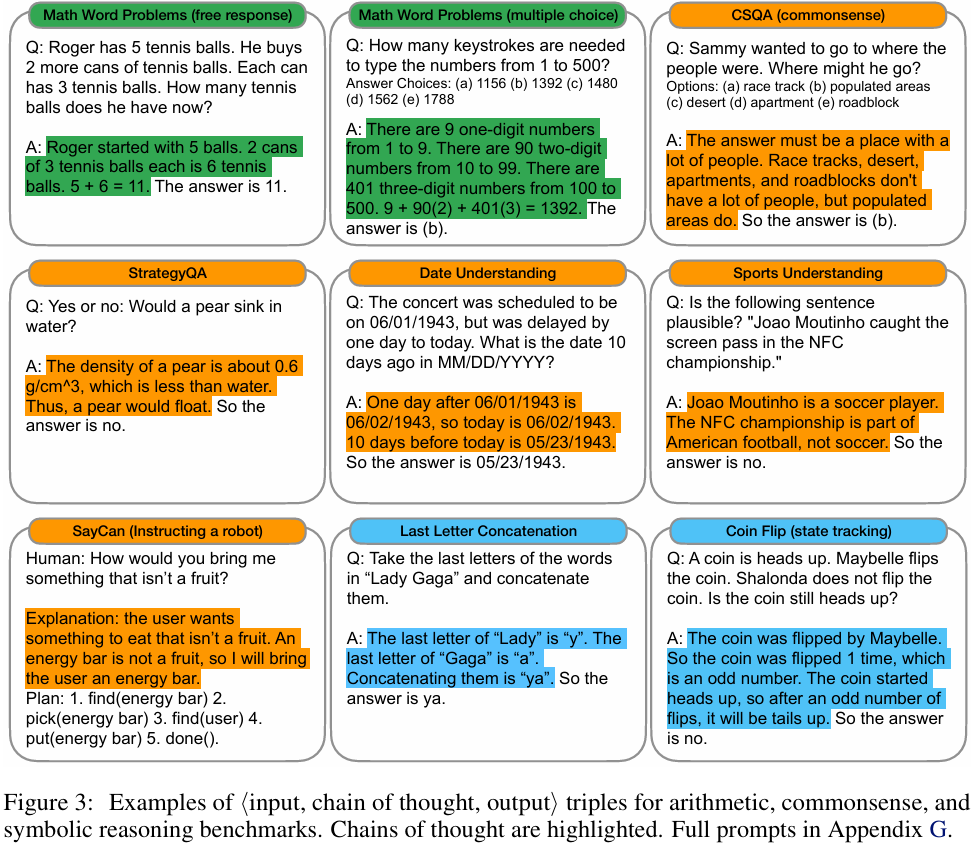 Math Word Problems (free response)
Q: Roger has 5 tennis balls. He buys
2 more cans of tennis balls. Each can
has 3 tennis balls. How many tennis
balls does he have now?
A: Roger started with 5 balls. 2 cans
of 3 tennis balls each is 6 tennis
balls. 5 + 6 = 11. The answer is 11.
Math Word Problems (multiple choice)
Q: How many keystrokes are needed
to type the numbers from 1 to 500?
Answer Choices: (a) 1156 (b) 1392 (c) 1480
(d) 1562 (e) 1788
A: There are 9 one-digit numbers
from 1 to 9. There are 90 two-digit
numbers from 10 to 99. There are
401 three-digit numbers from 100 to
500. 9 + 90(2) + 401(3) = 1392. The
answer is (b).
CSQA (commonsense)
Q: Sammy wanted to go to where the
people were. Where might he go?
Options: (a) race track (b) populated areas
(c) desert (d) apartment (e) roadblock
A: The answer must be a place with a
lot of people. Race tracks, desert,
apartments, and roadblocks don't
have a lot of people, but populated
areas do. So the answer is (b).
StrategyQA
Q: Yes or no: Would a pear sink in
water?
A: The density of a pear is about 0.6
g/cm^3, which is less than water.
Thus, a pear would float. So the
answer is no.
Date Understanding
Q: The concert was scheduled to be
on 06/01/1943, but was delayed by
one day to today. What is the date 10
days ago in MM/DD/YYYY?
A: One day after 06/01/1943 is
06/02/1943, so today is 06/02/1943.
10 days before today is 05/23/1943.
So the answer is 05/23/1943.
Sports Understanding
Q: Is the following sentence
plausible? "Joao Moutinho caught the
screen pass in the NFC
championship."
A: Joao Moutinho is a soccer player.
The NFC championship is part of
American football, not soccer. So the
answer is no.
SayCan (Instructing a robot)
Human: How would you bring me
something that isn’t a fruit?
Explanation: the user wants
something to eat that isn’t a fruit. An
energy bar is not a fruit, so I will bring
the user an energy bar.
Plan: 1. find(energy bar) 2.
pick(energy bar) 3. find(user) 4.
put(energy bar) 5. done().
Last Letter Concatenation
Q: Take the last letters of the words
in “Lady Gaga” and concatenate
them.
A: The last letter of “Lady” is “y”. The
last letter of “Gaga” is “a”.
Concatenating them is “ya”. So the
answer is ya.
Coin Flip (state tracking)
Q: A coin is heads up. Maybelle flips
the coin. Shalonda does not flip the
coin. Is the coin still heads up?
A: The coin was flipped by Maybelle.
So the coin was flipped 1 time, which
is an odd number. The coin started
heads up, so after an odd number of
flips, it will be tails up. So the answer
is no.
Figure 3: Examples of ⟨input, chain of thought, output⟩ triples for arithmetic, commonsense, and
symbolic reasoning benchmarks. Chains of thought are highlighted. Full prompts in Appendix G.